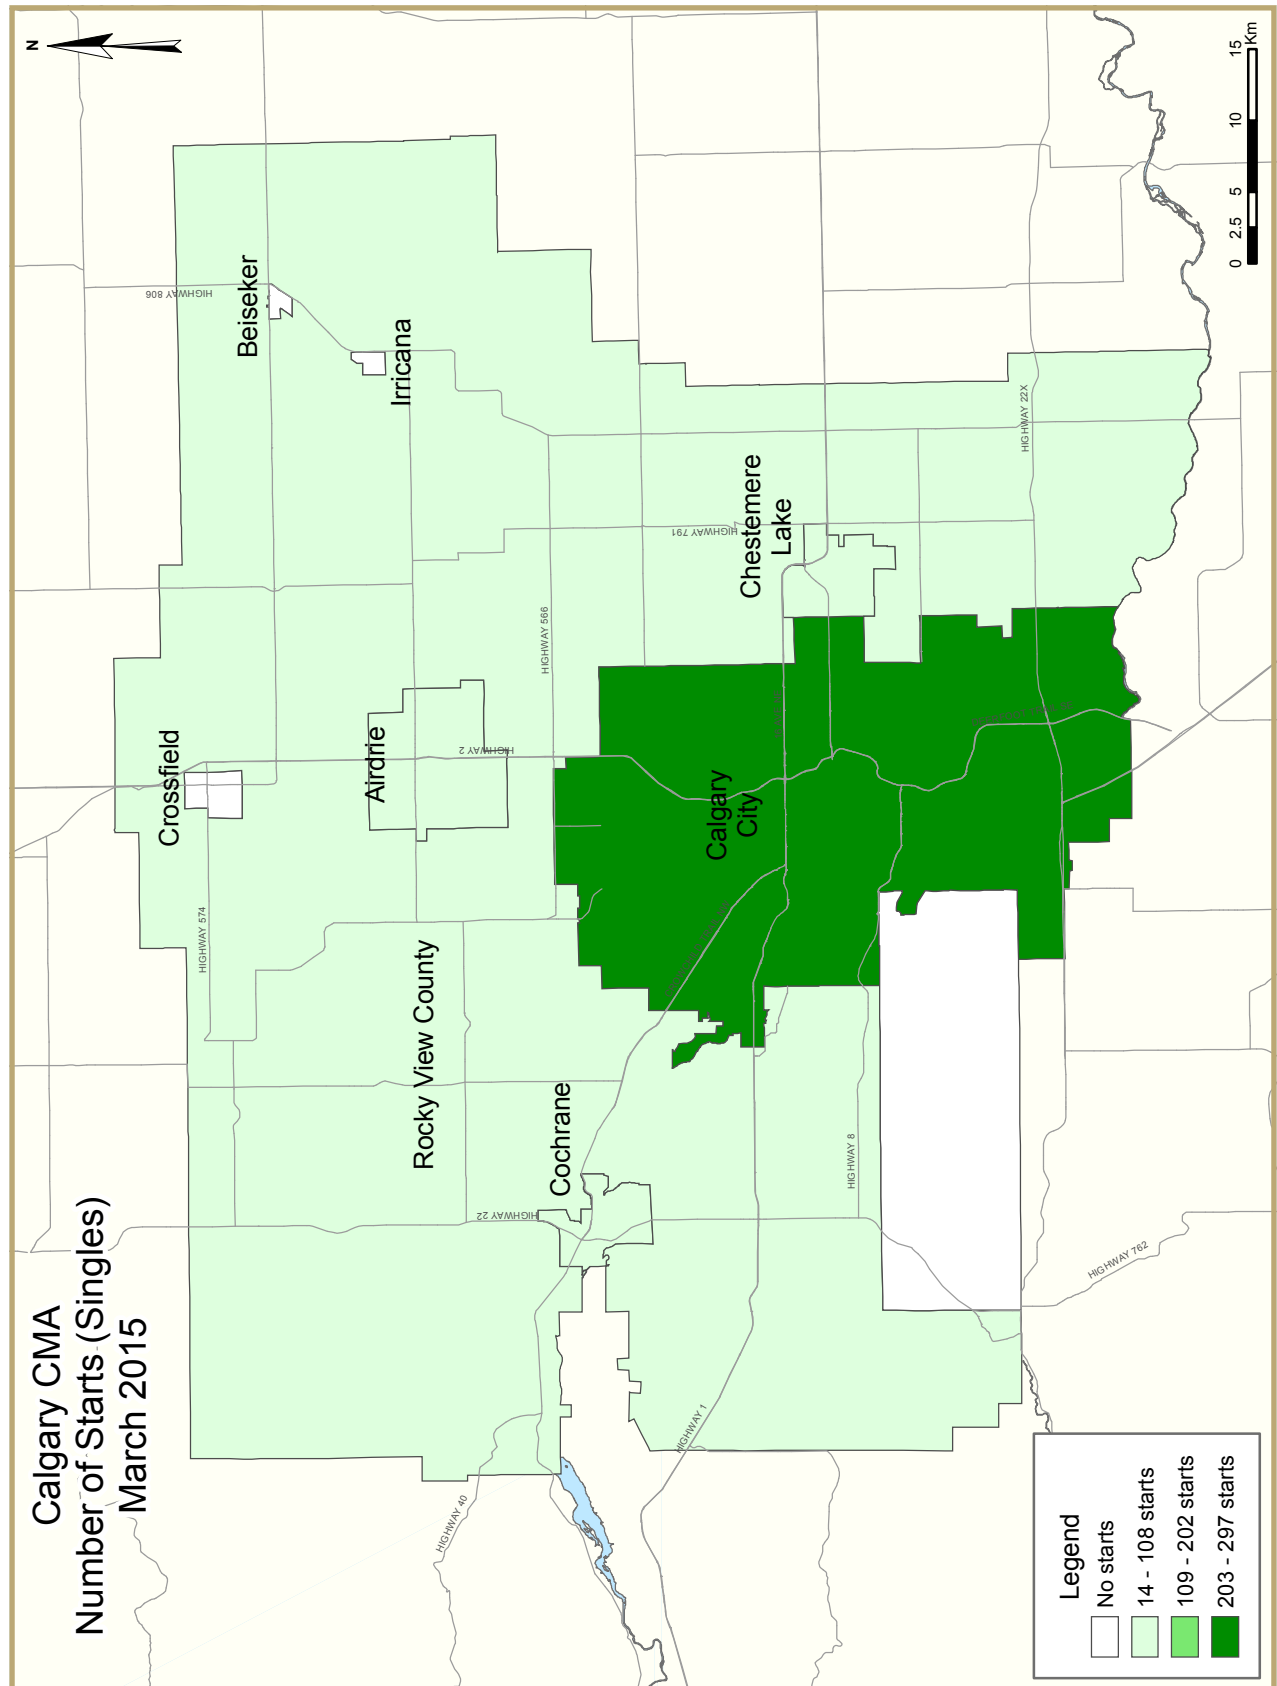 Calgary CMA
Number of Starts (Singles)
March 2015
N
Crossfield
Beiseker
Irricana
Airdrie
Rocky View County
Cochrane
Chestemere
Lake
Calgary
City
HIGHWAY 806
HIGHWAY 574
HIGHWAY 2
HIGHWAY 566
HIGHWAY 791
HIGHWAY 22
HIGHWAY 40
HIGHWAY 1
HIGHWAY 8
HIGHWAY 22X
HIGHWAY 762
Legend
No starts
14 - 108 starts
109 - 202 starts
203 - 297 starts
0 2.5 5 10 15
Km